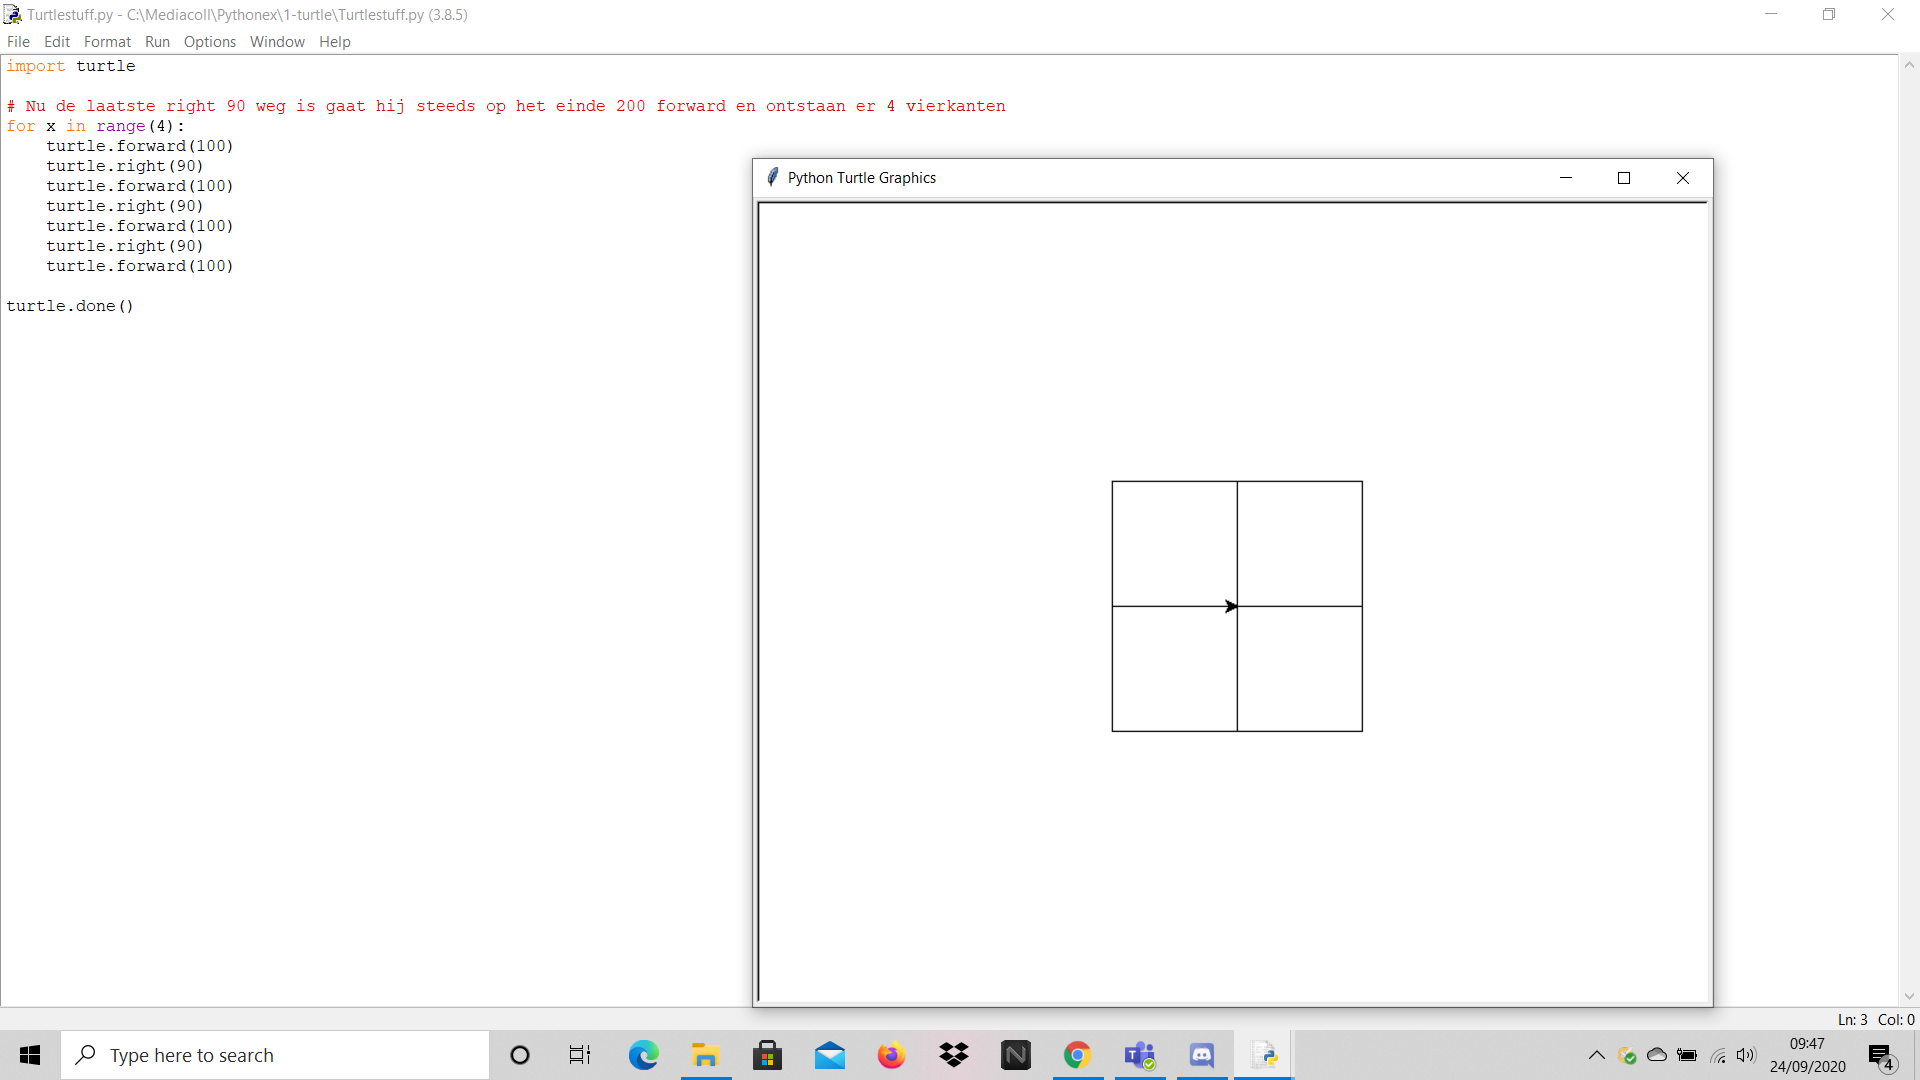 Turtlestuff.py - C:\Mediacoll\Pythonex\1-turtle\Turtlestuff.py (3.8.5)
File Edit Format Run Options Window Help
import turtle
# Nu de laatste right 90 weg is gaat hij steeds op het einde 200 forward en ontstaan er 4 vierkanten
for x in range(4):
    turtle.forward(100)
    turtle.right(90)
    turtle.forward(100)
    turtle.right(90)
    turtle.forward(100)
    turtle.right(90)
    turtle.forward(100)
turtle.done()
Python Turtle Graphics
Ln: 3 Col: 0
Type here to search
09:47
24/09/2020
4